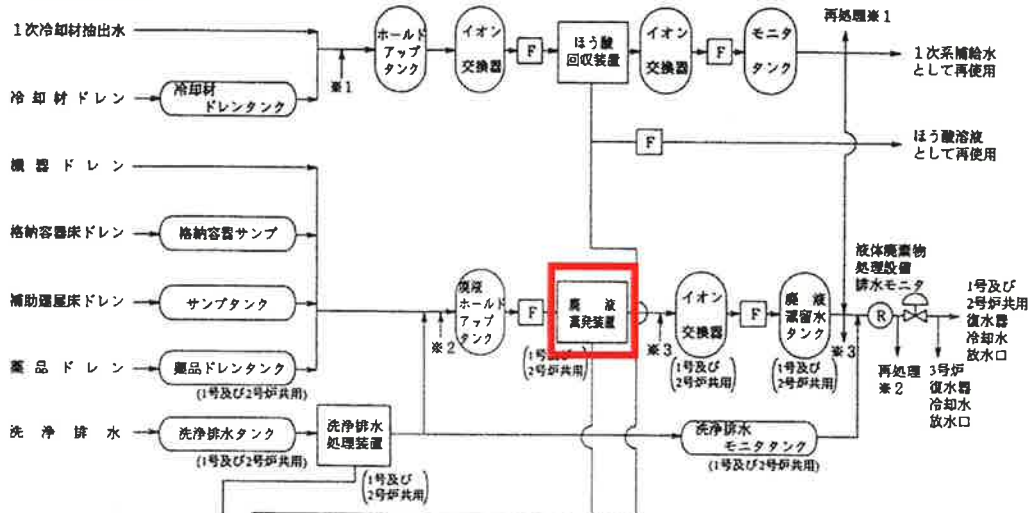 再処理※1
1次冷却材抽出水
ホールド
アップ
タンク
イオン
交換器
F
ほう酸
回収装置
イオン
交換器
F
モニタ
タンク
1次系補給水
として再使用
※1
冷却材ドレン
冷却材
ドレンタンク
F
ほう酸溶液
として再使用
機器ドレン
格納容器床ドレン
格納容器サンプ
補助建屋床ドレン
サンプタンク
廃液
ホールド
アップ
タンク
F
廃液
蒸発装置
(1号及び
2号炉共用)
イオン
交換器
(1号及び
2号炉共用)
F
廃液
蒸留水
タンク
(1号及び
2号炉共用)
液体廃棄物
処理設備
排水モニタ
R
1号及び
2号炉共用
復水器
冷却水
放水口
※2
※3
※3
再処理
※2
3号炉
復水器
冷却水
放水口
薬品ドレン
薬品ドレンタンク
(1号及び2号炉共用)
洗浄排水
洗浄排水タンク
(1号及び2号炉共用)
洗浄排水
処理装置
(1号及び
2号炉共用)
洗浄排水
モニタタンク
(1号及び2号炉共用)